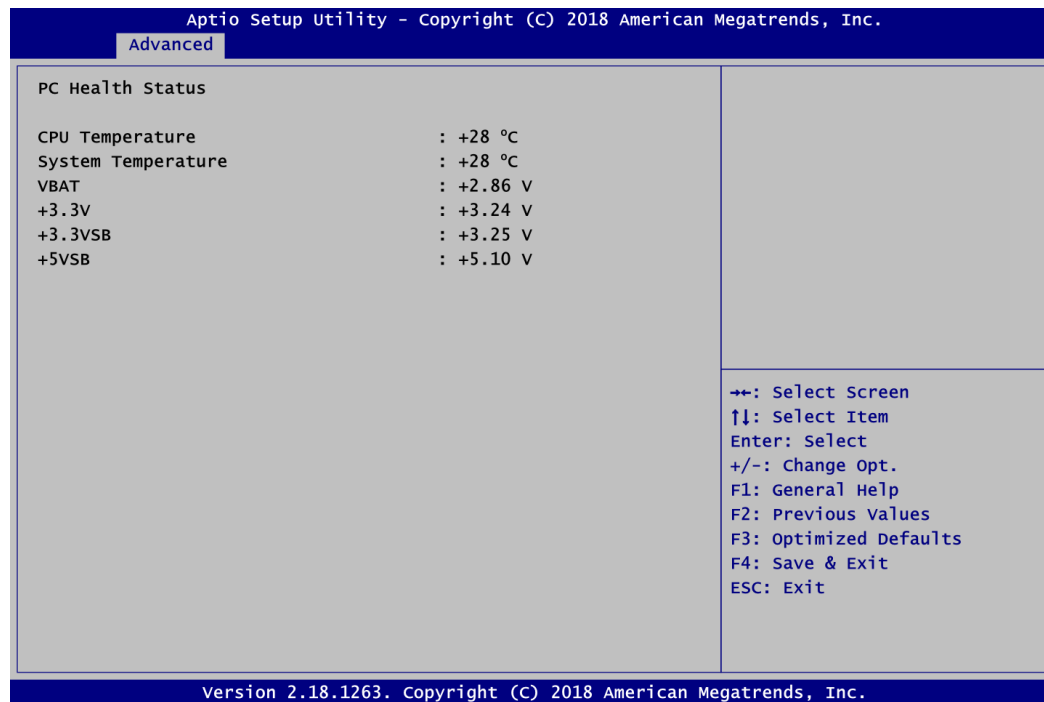 Aptio Setup Utility - Copyright (C) 2018 American Megatrends, Inc.
Advanced
PC Health Status
CPU Temperature : +28 ºC
System Temperature : +28 ºC
VBAT : +2.86 V
+3.3V : +3.24 V
+3.3VSB : +3.25 V
+5VSB : +5.10 V
→←: Select Screen
↑↓: Select Item
Enter: Select
+/-: Change Opt.
F1: General Help
F2: Previous Values
F3: Optimized Defaults
F4: Save & Exit
ESC: Exit
Version 2.18.1263. Copyright (C) 2018 American Megatrends, Inc.